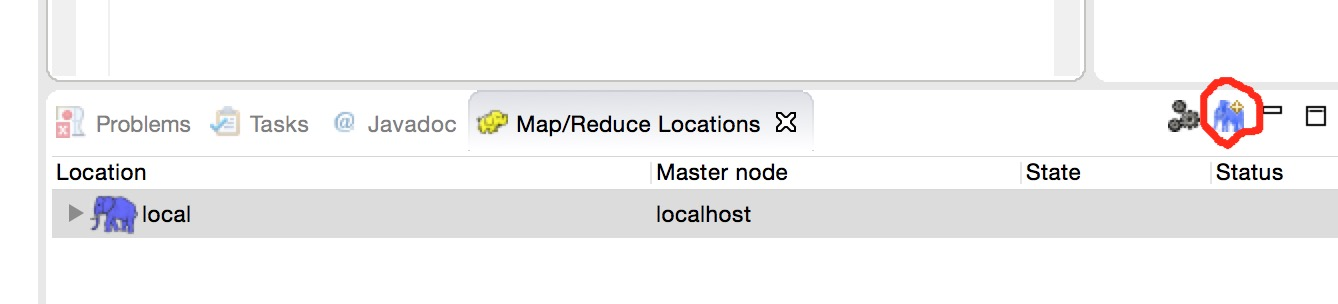 Problems Tasks @ Javadoc Map/Reduce Locations
Location Master node State Status
local localhost